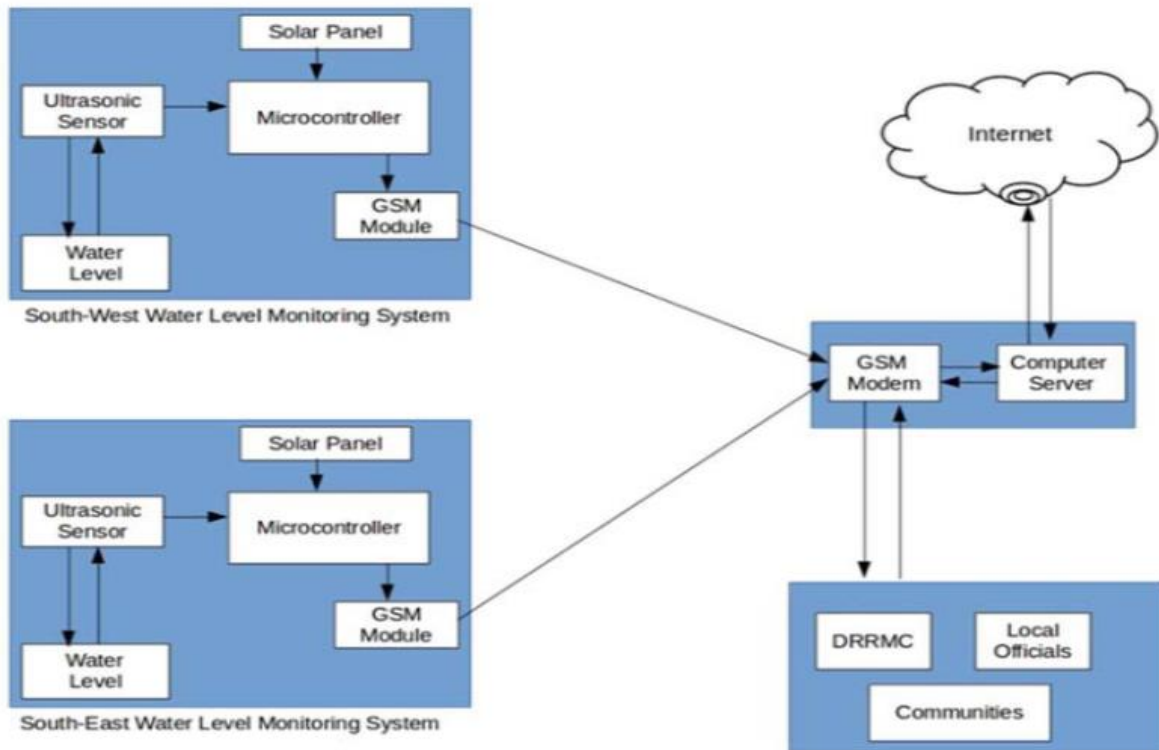 Solar Panel
Ultrasonic
Sensor
Microcontroller
GSM
Module
Water
Level
South-West Water Level Monitoring System
Internet
GSM
Modem
Computer
Server
Solar Panel
Ultrasonic
Sensor
Microcontroller
GSM
Module
Water
Level
South-East Water Level Monitoring System
DRRMC
Local
Officials
Communities